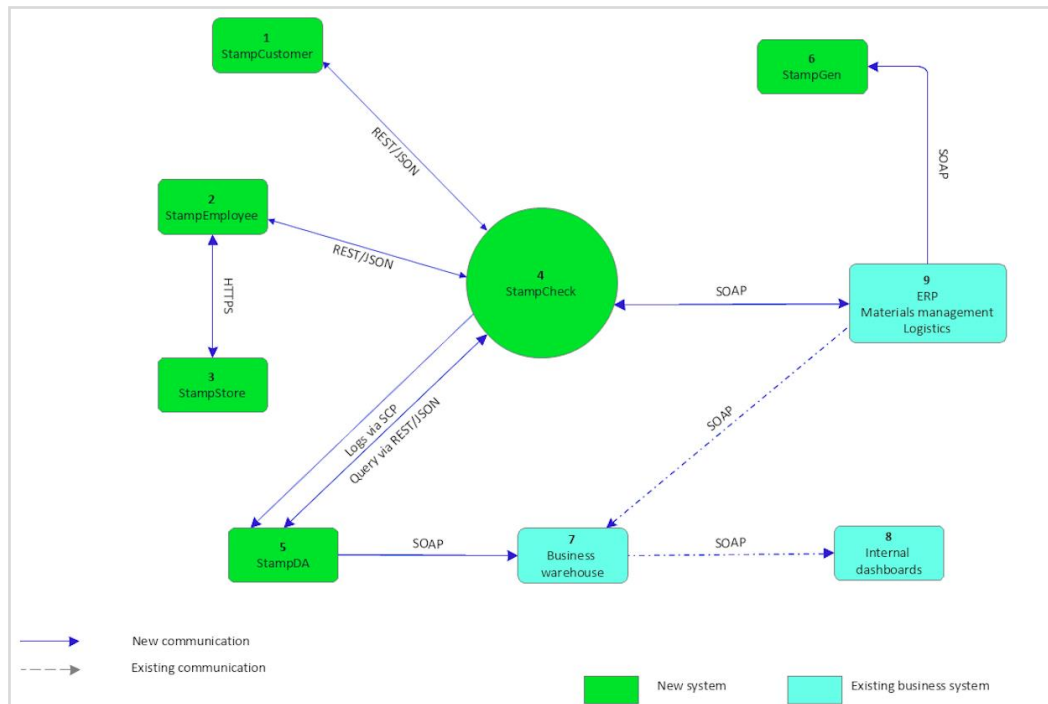 1
StampCustomer
6
StampGen
REST/JSON
SOAP
2
StampEmployee
REST/JSON
HTTPS
4
StampCheck
SOAP
9
ERP
Materials management
Logistics
3
StampStore
Logs via SCP
Query via REST/JSON
SOAP
5
StampDA
SOAP
7
Business
warehouse
SOAP
8
Internal
dashboards
New communication
Existing communication
New system
Existing business system